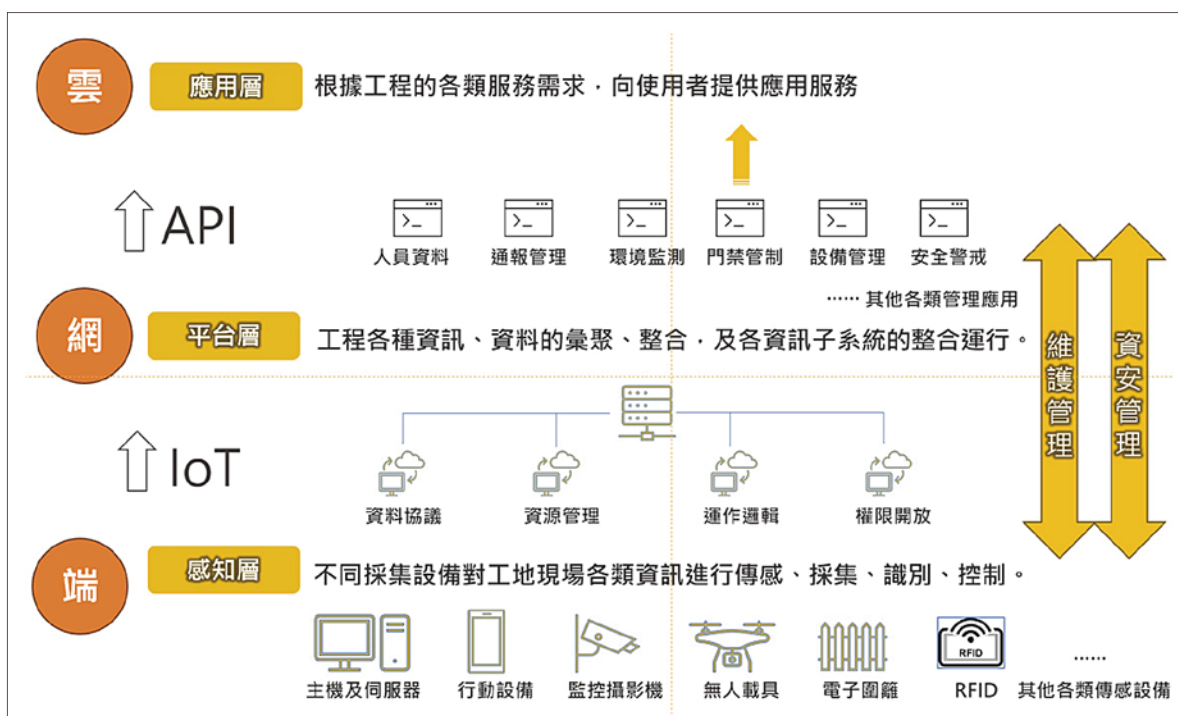 雲
應用層
根據工程的各類服務需求，向使用者提供應用服務
API
>_ >_ >_ >_ >_ >_
人員資料 通報管理 環境監測 門禁管制 設備管理 安全警戒
……其他各類管理應用
網
平台層
工程各種資訊、資料的彙聚、整合，及各資訊子系統的整合運行。
維護管理
資安管理
IoT
資料協議 資源管理 運作邏輯 權限開放
端
感知層
不同採集設備對工地現場各類資訊進行傳感、採集、識別、控制。
RFID
主機及伺服器 行動設備 監控攝影機 無人載具 電子圍籬 RFID 其他各類傳感設備
……